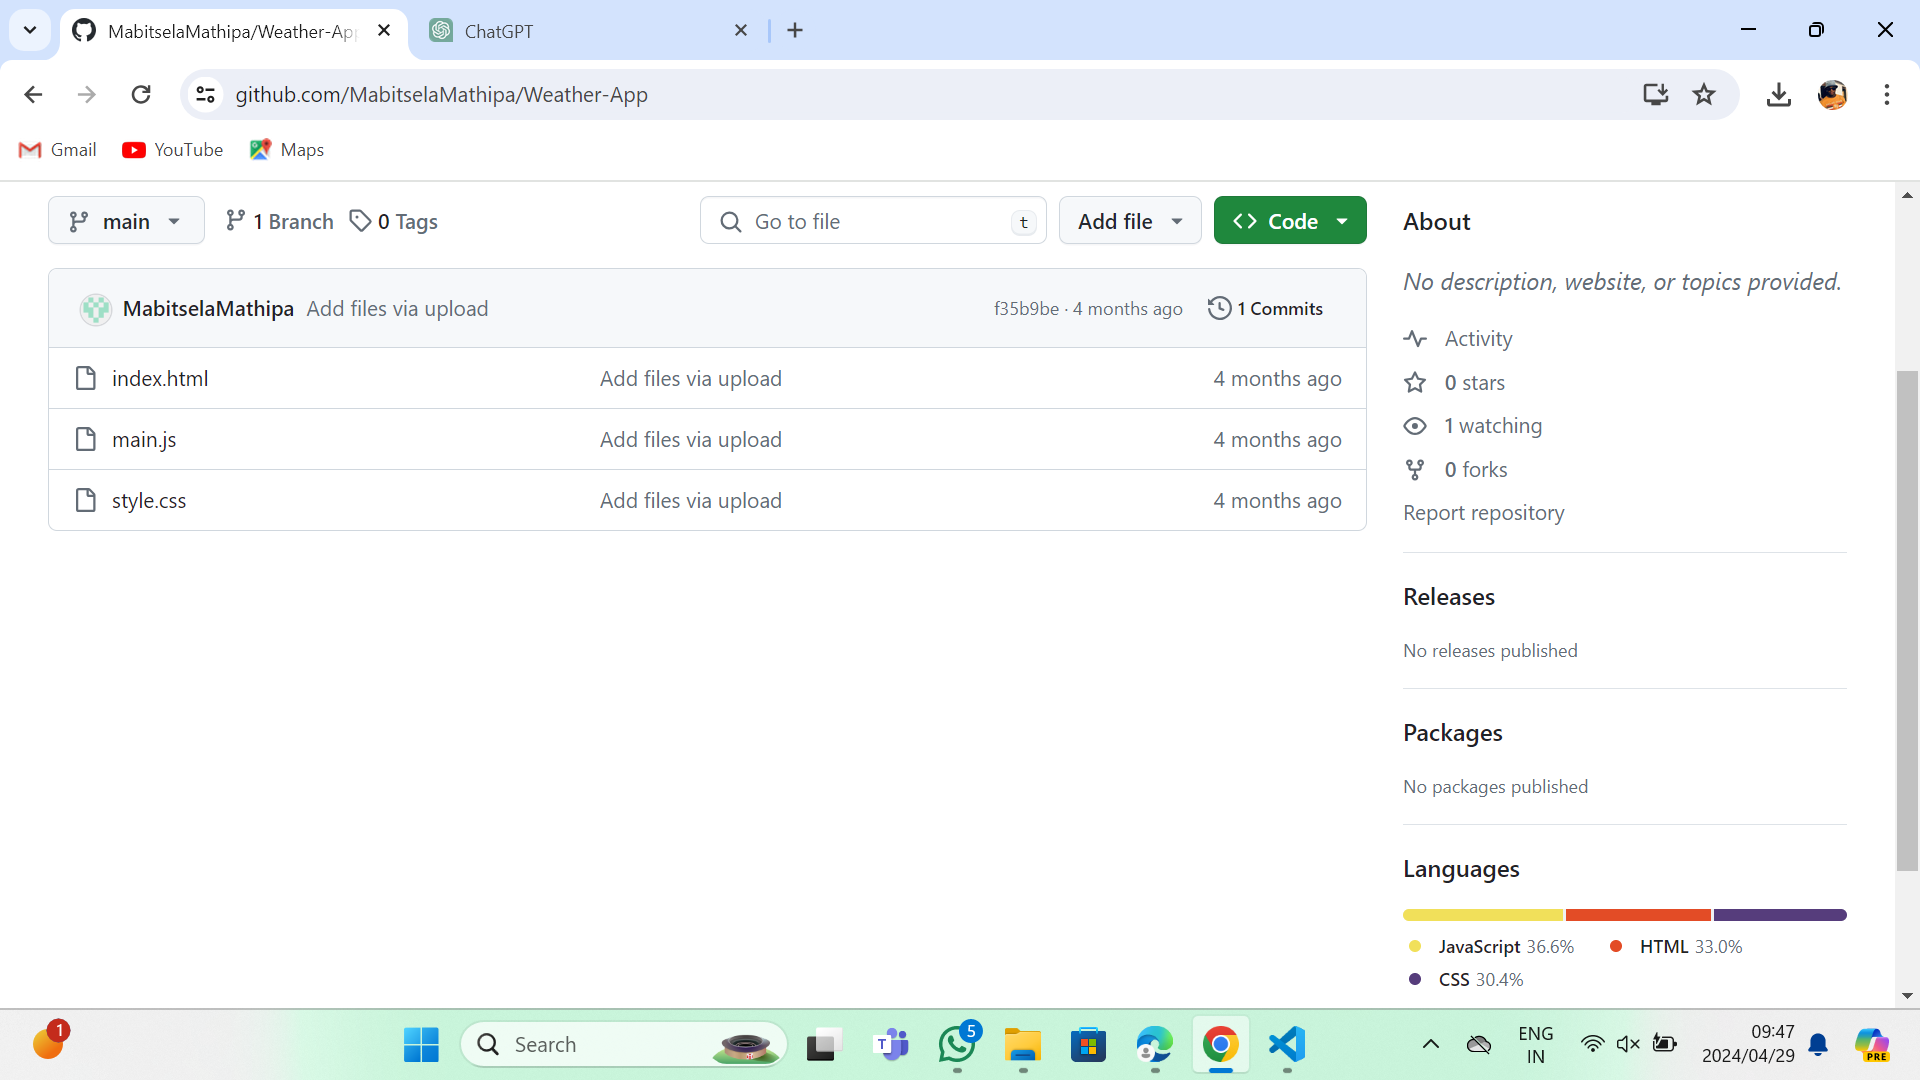 MabitselaMathipa/Weather-Ap
ChatGPT
github.com/MabitselaMathipa/Weather-App
Gmail YouTube Maps
main 1 Branch 0 Tags Go to file t Add file Code
MabitselaMathipa Add files via upload f35b9be · 4 months ago 1 Commits
index.html Add files via upload 4 months ago
main.js Add files via upload 4 months ago
style.css Add files via upload 4 months ago
About
No description, website, or topics provided.
Activity
0 stars
1 watching
0 forks
Report repository
Releases
No releases published
Packages
No packages published
Languages
JavaScript 36.6% HTML 33.0%
CSS 30.4%
1
Search
T
5
ENG
IN
09:47
2024/04/29
PRE